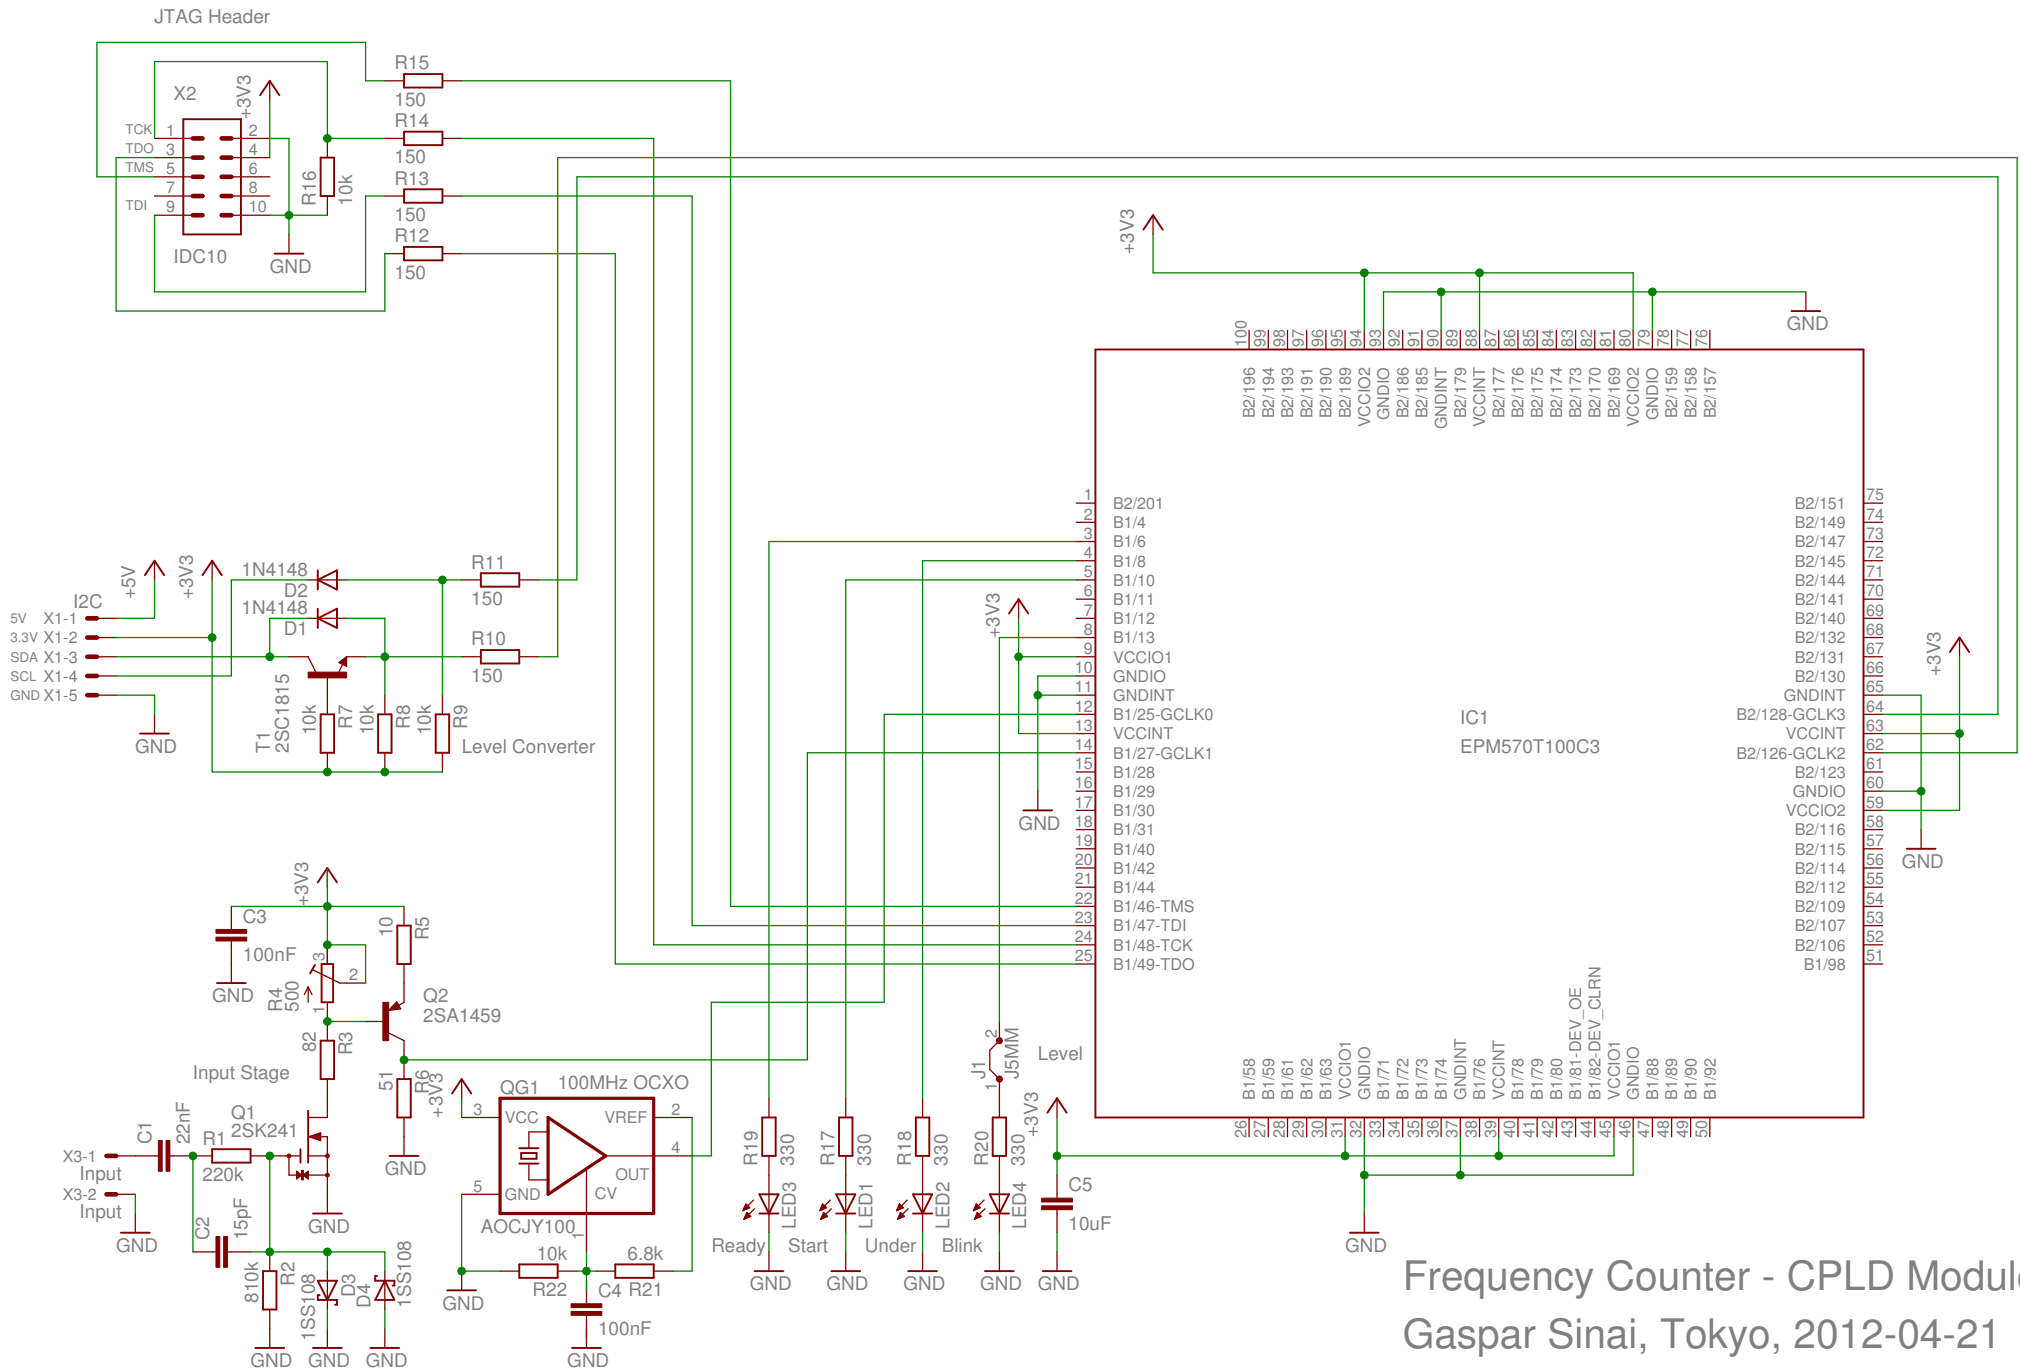 JTAG Header
X2
+3V3
TCK 1 2
TDO 3 4
TMS 5 6
7 8
TDI 9 10
IDC10
GND
R16
10k
R15
150
R14
150
R13
150
R12
150
+5V
+3V3
I2C
5V X1-1
3.3V X1-2
SDA X1-3
SCL X1-4
GND X1-5
GND
1N4148
D2
1N4148
D1
T1
2SC1815
10k
R7
10k
R8
10k
R9
R11
150
R10
150
Level Converter
+3V3
C3
100nF
GND
R4
500
3
2
1
10
R5
Q2
2SA1459
82
R3
51
R6
GND
Input Stage
Q1
2SK241
GND
C1
22nF
R1
220k
X3-1
Input
X3-2
Input
GND
C2
15pF
810k
R2
GND
1SS108
D3
GND
D4
1SS108
GND
+3V3
QG1
100MHz OCXO
3 VCC
VREF 2
4
OUT
5 GND
CV
1
AOCJY100
GND
10k
R22
6.8k
R21
C4
100nF
GND
R19
330
LED3
Ready
GND
R17
330
LED1
Start
GND
R18
330
LED2
Under
GND
Level
J1
J5MM
2
1
R20
330
LED4
Blink
GND
+3V3
C5
10uF
GND
+3V3
GND
+3V3
GND
IC1
EPM570T100C3
100 B2/196
99 B2/194
98 B2/193
97 B2/191
96 B2/190
95 B2/189
94 VCCIO2
93 GNDIO
92 B2/186
91 B2/185
90 GNDINT
89 B2/179
88 VCCINT
87 B2/177
86 B2/176
85 B2/175
84 B2/174
83 B2/173
82 B2/170
81 B2/169
80 VCCIO2
79 GNDIO
78 B2/159
77 B2/158
76 B2/157
1 B2/201
2 B1/4
3 B1/6
4 B1/8
5 B1/10
6 B1/11
7 B1/12
8 B1/13
9 VCCIO1
10 GNDIO
11 GNDINT
12 B1/25-GCLK0
13 VCCINT
14 B1/27-GCLK1
15 B1/28
16 B1/29
17 B1/30
18 B1/31
19 B1/40
20 B1/42
21 B1/44
22 B1/46-TMS
23 B1/47-TDI
24 B1/48-TCK
25 B1/49-TDO
B2/151 75
B2/149 74
B2/147 73
B2/145 72
B2/144 71
B2/141 70
B2/140 69
B2/132 68
B2/131 67
B2/130 66
GNDINT 65
B2/128-GCLK3 64
VCCINT 63
B2/126-GCLK2 62
B2/123 61
GNDIO 60
VCCIO2 59
B2/116 58
B2/115 57
B2/114 56
B2/112 55
B2/109 54
B2/107 53
B2/106 52
B1/98 51
+3V3
GND
B1/58 26
B1/59 27
B1/61 28
B1/62 29
B1/63 30
VCCIO1 31
GNDIO 32
B1/71 33
B1/72 34
B1/73 35
B1/74 36
GNDINT 37
B1/76 38
VCCINT 39
B1/78 40
B1/79 41
B1/80 42
B1/81-DEV_OE 43
B1/82-DEV_CLRN 44
VCCIO1 45
GNDIO 46
B1/88 47
B1/89 48
B1/90 49
B1/92 50
GND
Frequency Counter - CPLD Module
Gaspar Sinai, Tokyo, 2012-04-21